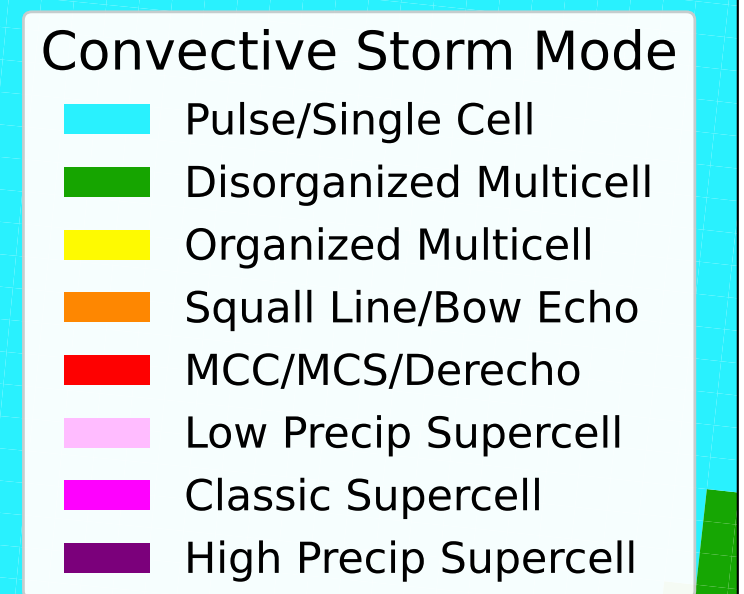 Convective Storm Mode
Pulse/Single Cell
Disorganized Multicell
Organized Multicell
Squall Line/Bow Echo
MCC/MCS/Derecho
Low Precip Supercell
Classic Supercell
High Precip Supercell